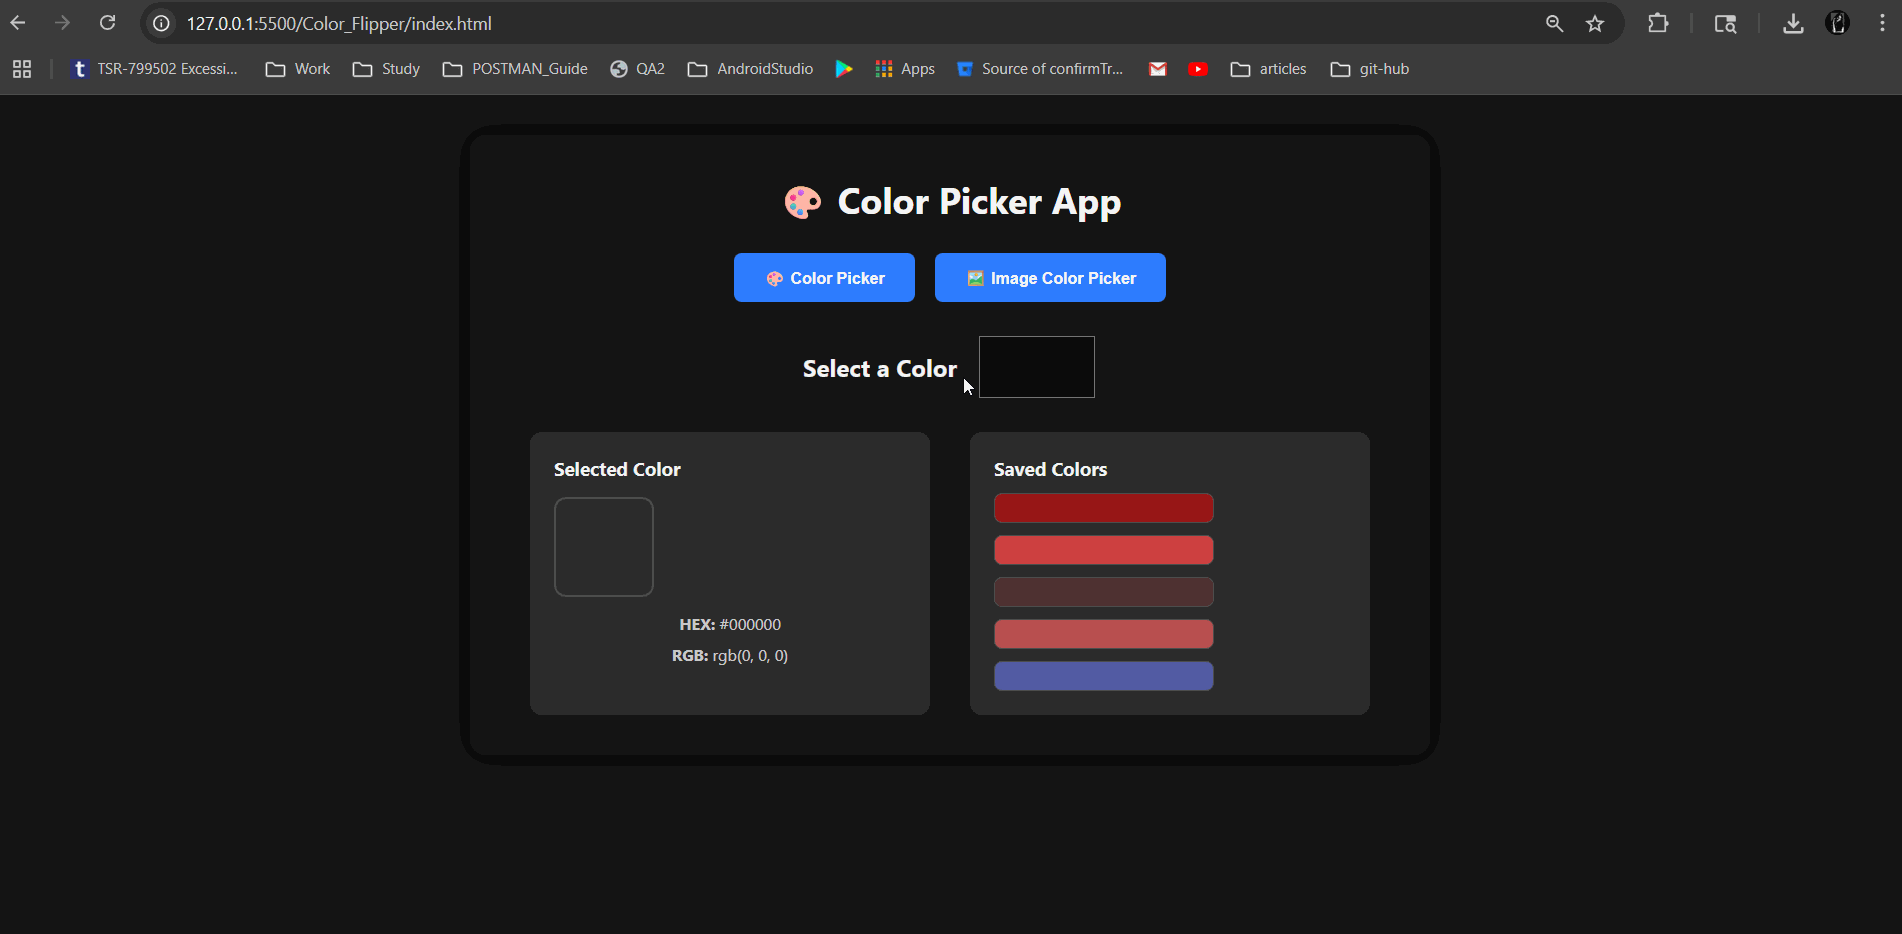 127.0.0.1:5500/Color_Flipper/index.html
t TSR-799502 Excessi... Work Study POSTMAN_Guide QA2 AndroidStudio Apps Source of confirmTr... articles git-hub
Color Picker App
Color Picker Image Color Picker
Select a Color
Selected Color
HEX: #000000
RGB: rgb(0, 0, 0)
Saved Colors